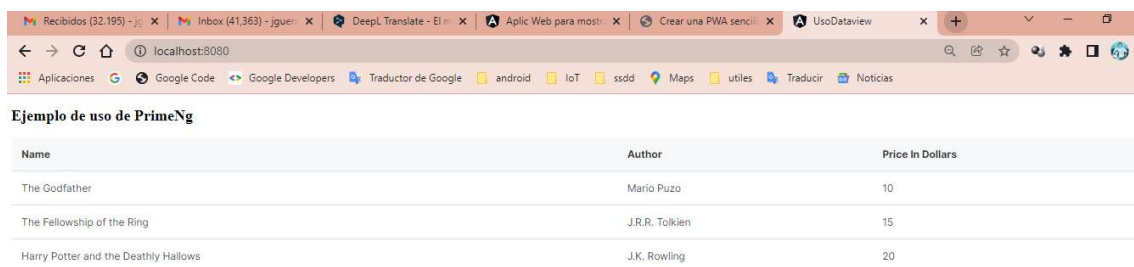 Recibidos (32.195) - j Inbox (41,363) - jguerr DeepL Translate - El m Aplic Web para mostr Crear una PWA sencill UsoDataview
localhost:8080
Aplicaciones Google Code Google Developers Traductor de Google android IoT ssdd Maps utiles Traducir Noticias
Ejemplo de uso de PrimeNg
Name Author Price In Dollars
The Godfather Mario Puzo 10
The Fellowship of the Ring J.R.R. Tolkien 15
Harry Potter and the Deathly Hallows J.K. Rowling 20